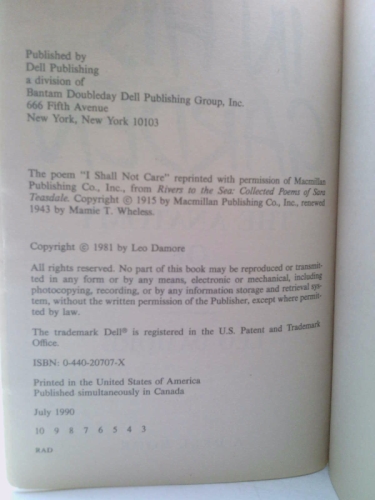 Published by
Dell Publishing
a division of
Bantam Doubleday Dell Publishing Group, Inc.
666 Fifth Avenue
New York, New York 10103
The poem "I Shall Not Care" reprinted with permission of Macmillan
Publishing Co., Inc., from Rivers to the Sea: Collected Poems of Sara
Teasdale. Copyright © 1915 by Macmillan Publishing Co., Inc., renewed
1943 by Mamie T. Wheless.
Copyright © 1981 by Leo Damore
All rights reserved. No part of this book may be reproduced or transmit-
ted in any form or by any means, electronic or mechanical, including
photocopying, recording, or by any information storage and retrieval sys-
tem, without the written permission of the Publisher, except where permit-
ted by law.
The trademark Dell® is registered in the U.S. Patent and Trademark
Office.
ISBN: 0-440-20707-X
Printed in the United States of America
Published simultaneously in Canada
July 1990
10 9 8 7 6 5 4 3
RAD